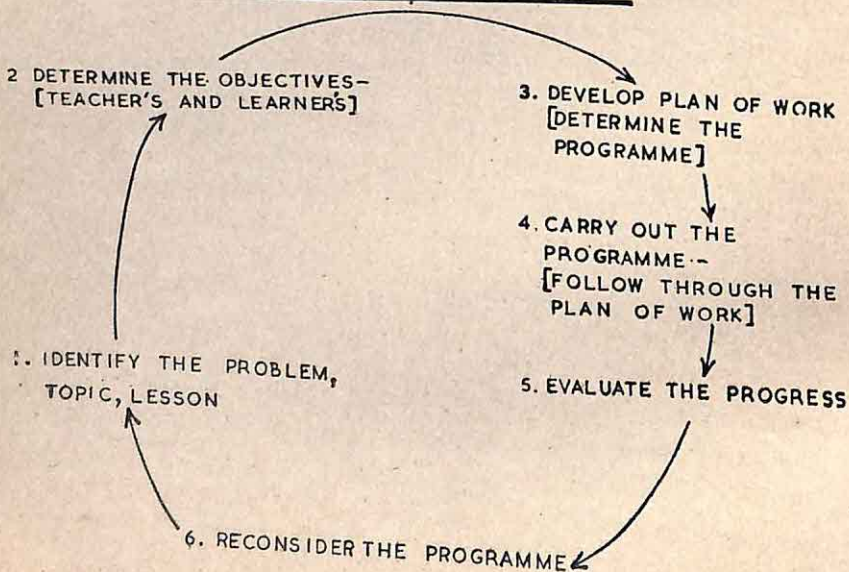 2 DETERMINE THE OBJECTIVES-
[TEACHER'S AND LEARNER'S]
3. DEVELOP PLAN OF WORK
[DETERMINE THE
PROGRAMME]
4. CARRY OUT THE
PROGRAMME -
[FOLLOW THROUGH THE
PLAN OF WORK]
5. EVALUATE THE PROGRESS
6. RECONSIDER THE PROGRAMME
1. IDENTIFY THE PROBLEM,
TOPIC, LESSON